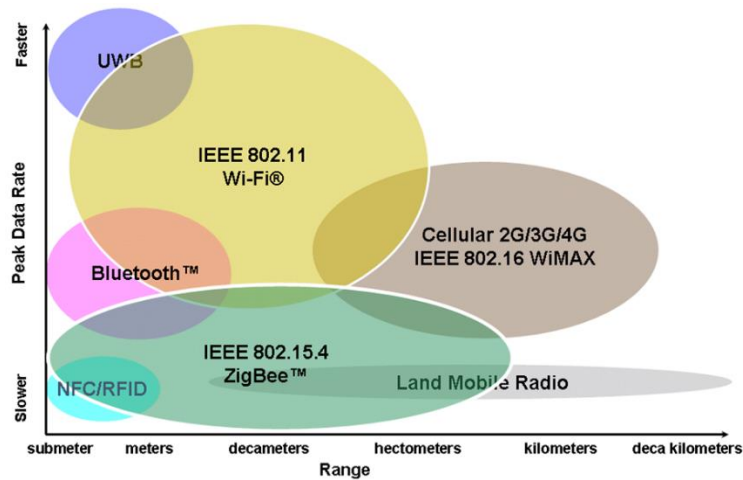 Faster
UWB
IEEE 802.11
Wi-Fi®
Peak Data Rate
Cellular 2G/3G/4G
IEEE 802.16 WiMAX
Bluetooth™
IEEE 802.15.4
ZigBee™
Slower
NFC/RFID
Land Mobile Radio
submeter meters decameters hectometers kilometers deca kilometers
Range